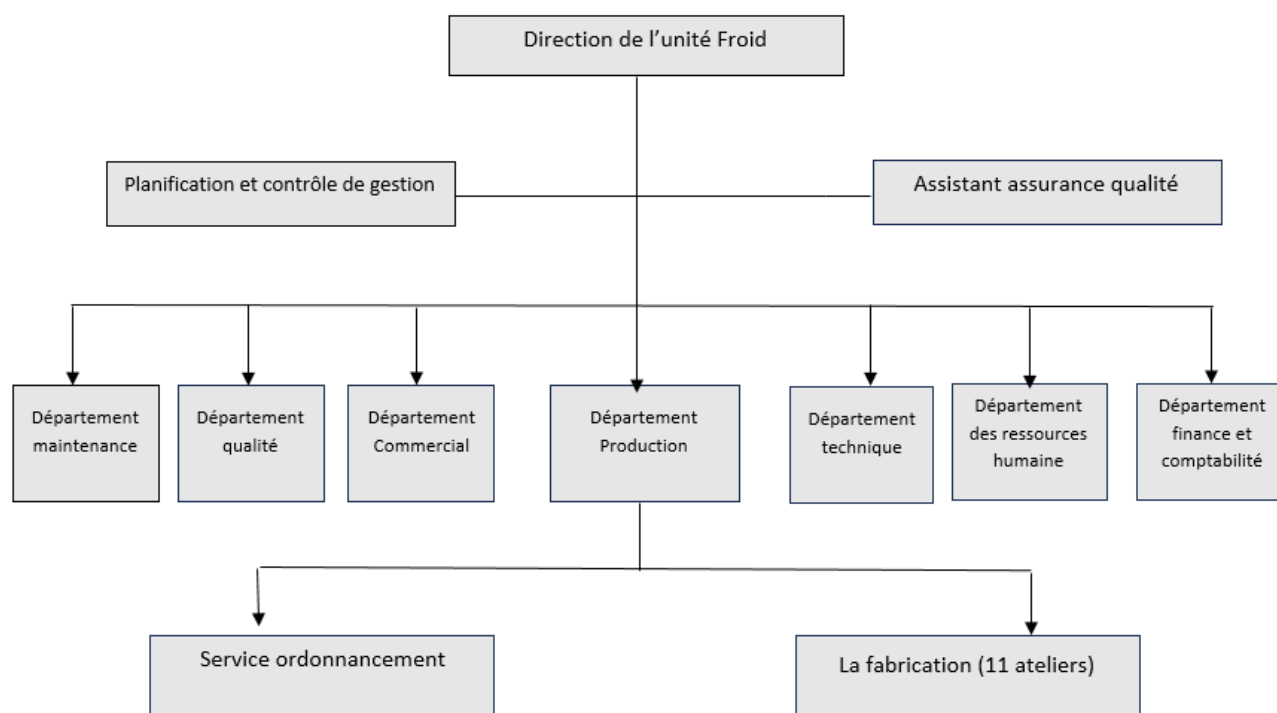 Direction de l’unité Froid
Planification et contrôle de gestion
Assistant assurance qualité
Département
maintenance
Département
qualité
Département
Commercial
Département
Production
Département
technique
Département
des ressources
humaine
Département
finance et
comptabilité
Service ordonnancement
La fabrication (11 ateliers)